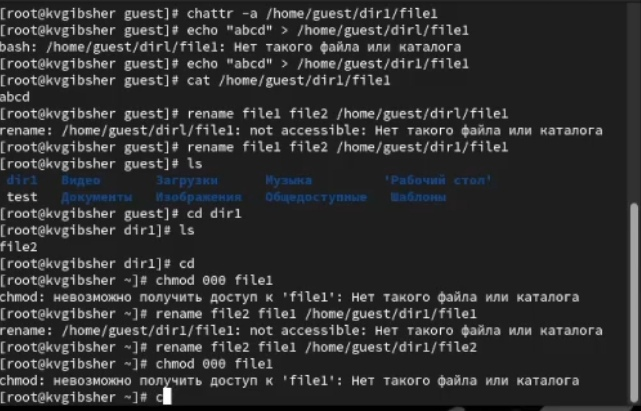 [root@kvgibsher guest]# chattr -a /home/guest/dir1/file1
[root@kvgibsher guest]# echo "abcd" > /home/guest/dirl/file1
bash: /home/guest/dirl/file1: Нет такого файла или каталога
[root@kvgibsher guest]# echo "abcd" > /home/guest/dir1/file1
[root@kvgibsher guest]# cat /home/guest/dir1/file1
abcd
[root@kvgibsher guest]# rename file1 file2 /home/guest/dirl/file1
rename: /home/guest/dirl/file1: not accessible: Нет такого файла или каталога
[root@kvgibsher guest]# rename file1 file2 /home/guest/dir1/file1
[root@kvgibsher guest]# ls
dir1 Видео Загрузки Музыка 'Рабочий стол'
test Документы Изображения Общедоступные Шаблоны
[root@kvgibsher guest]# cd dir1
[root@kvgibsher dir1]# ls
file2
[root@kvgibsher dir1]# cd
[root@kvgibsher ~]# chmod 000 file1
chmod: невозможно получить доступ к 'file1': Нет такого файла или каталога
[root@kvgibsher ~]# rename file2 file1 /home/guest/dir1/file1
rename: /home/guest/dir1/file1: not accessible: Нет такого файла или каталога
[root@kvgibsher ~]# rename file2 file1 /home/guest/dir1/file2
[root@kvgibsher ~]# chmod 000 file1
chmod: невозможно получить доступ к 'file1': Нет такого файла или каталога
[root@kvgibsher ~]# c